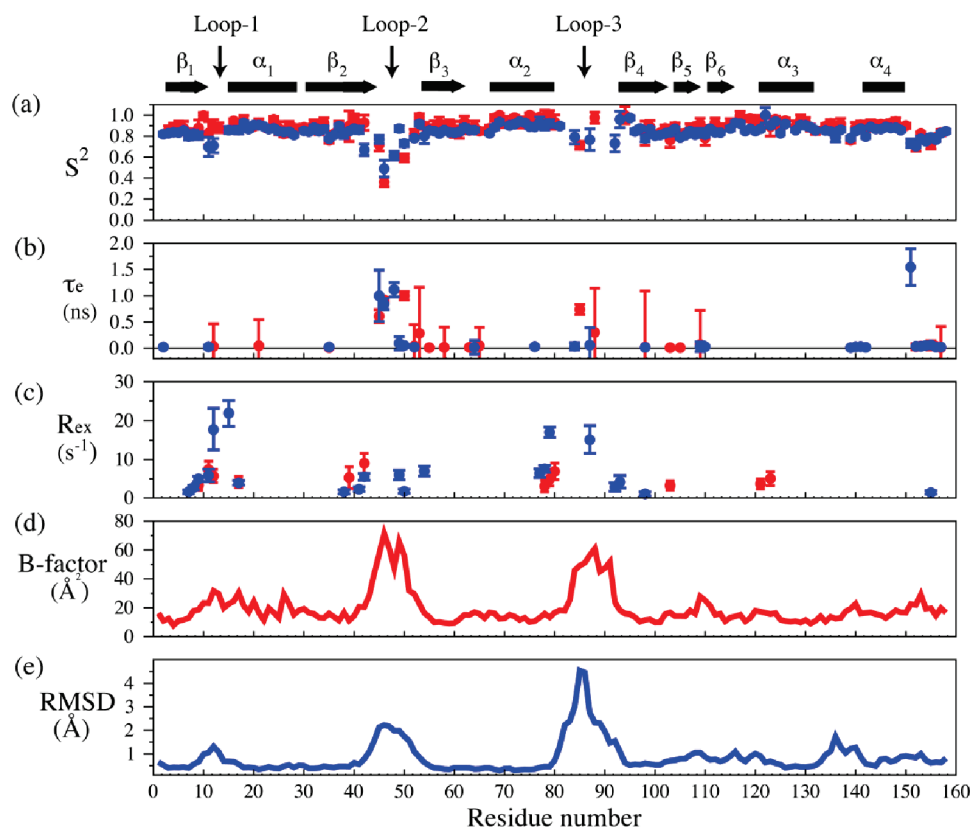 Loop-1 Loop-2 Loop-3
β1 α1 β2 β3 α2 β4 β5 β6 α3 α4
(a)
S2
1.0
0.8
0.6
0.4
0.2
0.0
(b)
τe
(ns)
2.0
1.5
1.0
0.5
0.0
(c)
Rex
(s-1)
30
20
10
0
(d)
B-factor
(Å2)
80
60
40
20
0
(e)
RMSD
(Å)
4
3
2
1
0 10 20 30 40 50 60 70 80 90 100 110 120 130 140 150 160
Residue number